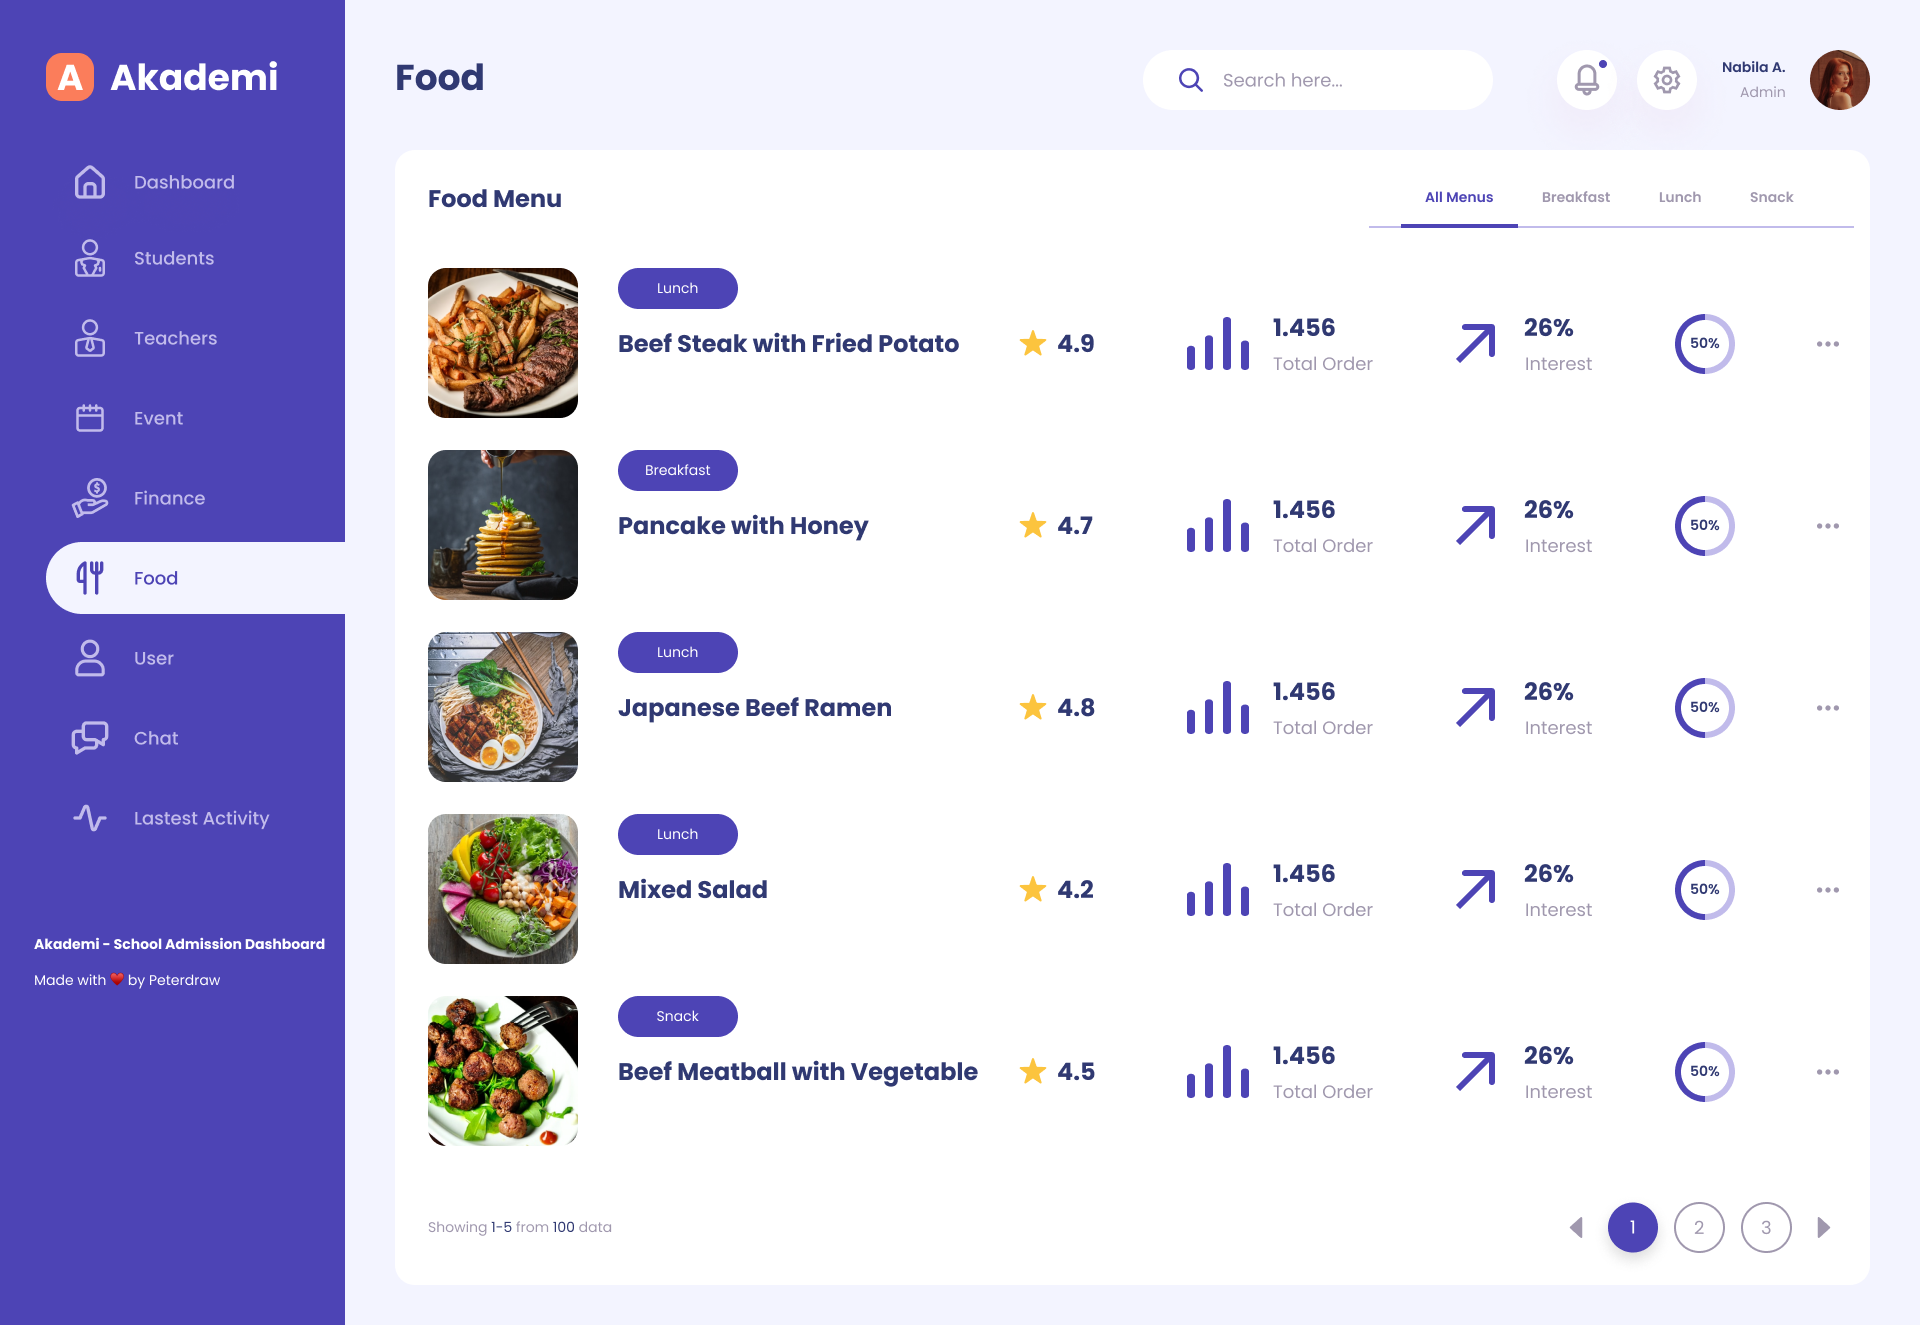 A Akademi
Dashboard
Students
Teachers
Event
Finance
Food
User
Chat
Lastest Activity
Akademi - School Admission Dashboard
Made with ❤️ by Peterdraw
Food
Search here...
Nabila A.
Admin
Food Menu
All Menus
Breakfast
Lunch
Snack
Lunch
Beef Steak with Fried Potato
4.9
1.456
Total Order
26%
Interest
50%
Breakfast
Pancake with Honey
4.7
1.456
Total Order
26%
Interest
50%
Lunch
Japanese Beef Ramen
4.8
1.456
Total Order
26%
Interest
50%
Lunch
Mixed Salad
4.2
1.456
Total Order
26%
Interest
50%
Snack
Beef Meatball with Vegetable
4.5
1.456
Total Order
26%
Interest
50%
Showing 1-5 from 100 data
1
2
3